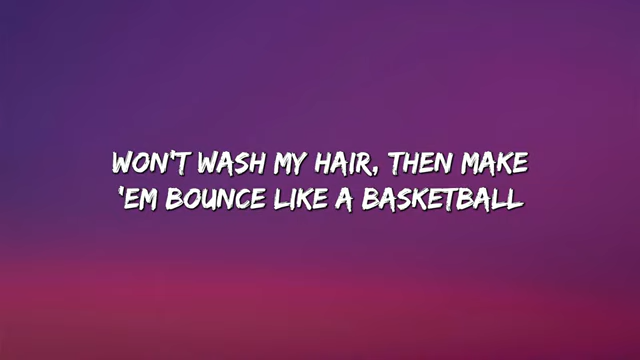 WON'T WASH MY HAIR, THEN MAKE
'EM BOUNCE LIKE A BASKETBALL